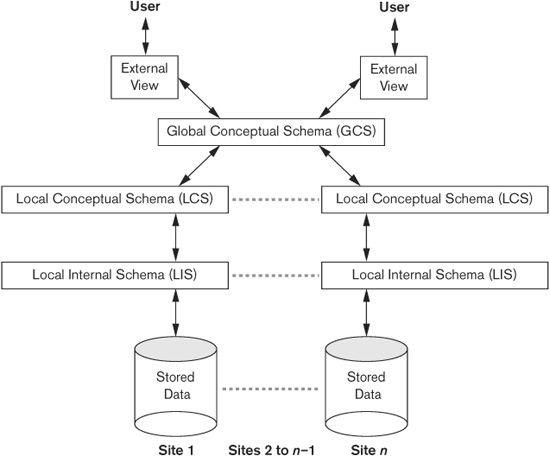 User
User
External
View
External
View
Global Conceptual Schema (GCS)
Local Conceptual Schema (LCS)
Local Conceptual Schema (LCS)
Local Internal Schema (LIS)
Local Internal Schema (LIS)
Stored
Data
Stored
Data
Site 1
Sites 2 to n–1
Site n